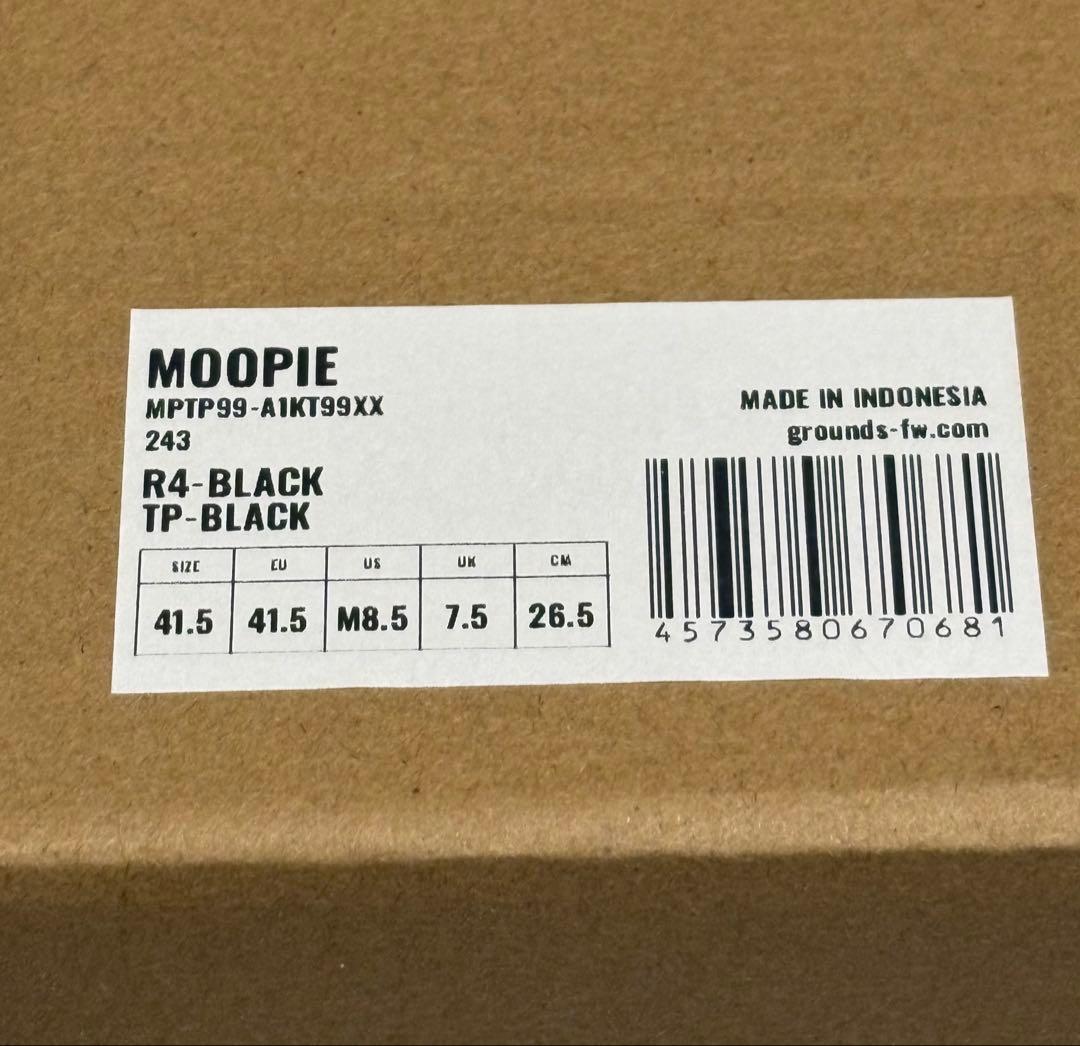 MOOPIE
MPTP99-A1KT99XX
243
R4-BLACK
TP-BLACK
MADE IN INDONESIA
grounds-fw.com
SIZE EU US UK CM
41.5 41.5 M8.5 7.5 26.5
4573580670681